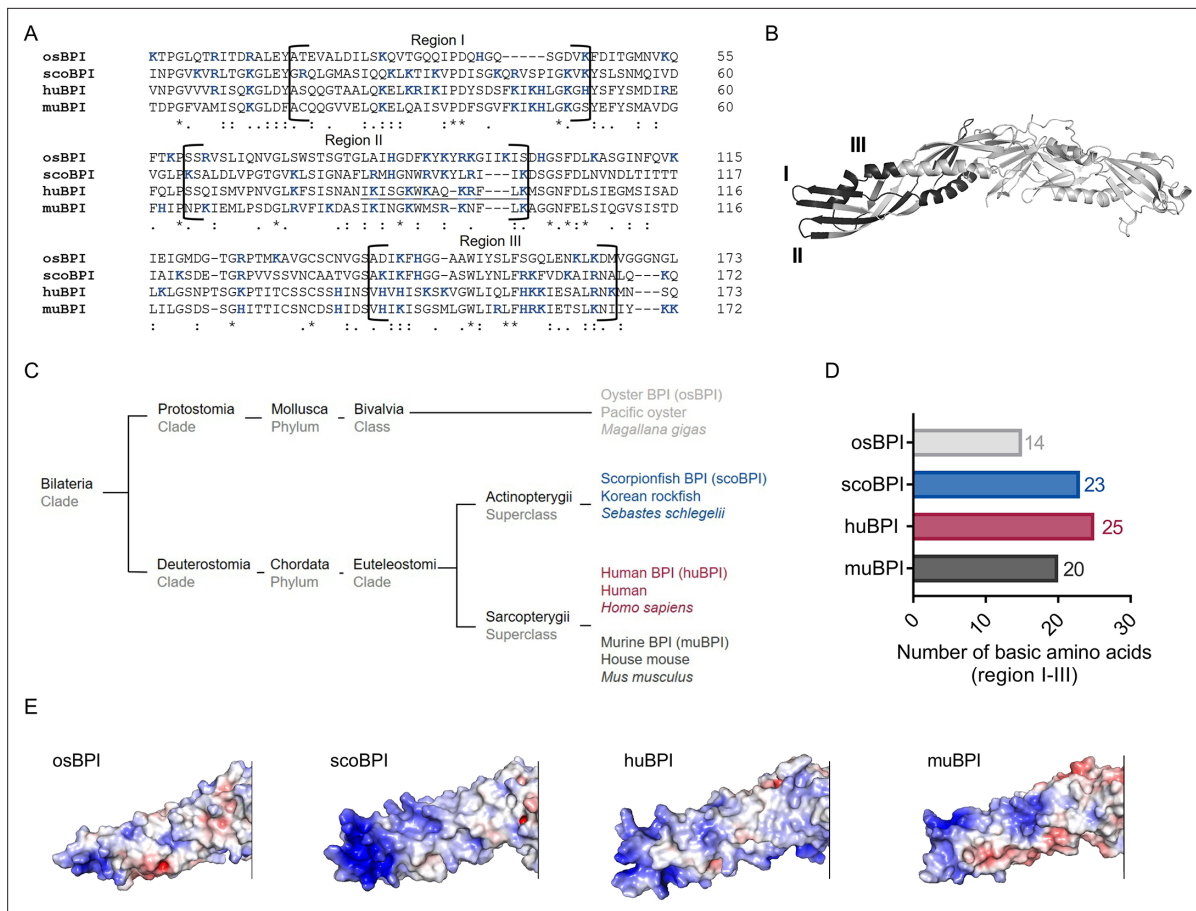 A
Region I
osBPI KTPGLQTRITDRALEYATEVALDILSKQVTGQQIPDQHGQ-----SGDVKFDITGMNVKQ 55
scoBPI INPGVKVRLTGKGLEYGRQLGMASIQQKLKTIKVPDISGKQRVSPIGKVKYSLSNMQIVD 60
huBPI VNPGVVVRISQKGLDYASQQGTAALQKELKRIKIPDYSDSFKIKHLGKGHYSFYSMDIRE 60
muBPI TDPGFVAMISQKGLDFACQQGVVELQKELQAISVPDFSGVFKIKHLGKGSYEFYSMAVDG 60
Region II
osBPI FTKPSSRVSLIQNVGLSWSTSGTGLAIHGDFKYKYRKGIIKISDHGSFDLKASGINFQVK 115
scoBPI VGLPKSALDLVPGTGVKLSIGNAFLRMHGNWRVKYLRI---KDSGSFDLNVNDLTITTT 117
huBPI FQLPSSQISMVPNVGLKFSISNANIKISGKWKAQ-KRF---LKMSGNFDLSIEGMSISAD 116
muBPI FHIPNPKIEMLPSDGLRVFIKDASIKINGKWMSR-KNF---LKAGGNFELSIQGVSISTD 116
Region III
osBPI IEIGMDG-TGRPTMKAVGCSCNVGSADIKFHGG-AAWIYSLFSGQLENKLKDMVGGGNGL 173
scoBPI IAIKSDE-TGRPVVSTVNCAATVGSAKIKFHGG-ASWLYNLFRKFVDKAIRNALQ---KQ 172
huBPI LKLGSNPTSGKPTITCSSCSSHINSVHVHISKSKVGWLIQLFHKKIESALRNKMN---SQ 173
muBPI LILGSDSSGHITTICSNCDSHIDSVHIKISGSMLGWLIRLFHRKIETSLKNIIY---KK 172
B
III
I
II
C
Bilateria
Clade
Protostomia
Clade
Mollusca
Phylum
Bivalvia
Class
Oyster BPI (osBPI)
Pacific oyster
Magallana gigas
Deuterostomia
Clade
Chordata
Phylum
Euteleostomi
Clade
Actinopterygii
Superclass
Scorpionfish BPI (scoBPI)
Korean rockfish
Sebastes schlegelii
Sarcopterygii
Superclass
Human BPI (huBPI)
Human
Homo sapiens
Murine BPI (muBPI)
House mouse
Mus musculus
D
osBPI 14
scoBPI 23
huBPI 25
muBPI 20
0 10 20 30
Number of basic amino acids
(region I-III)
E
osBPI
scoBPI
huBPI
muBPI